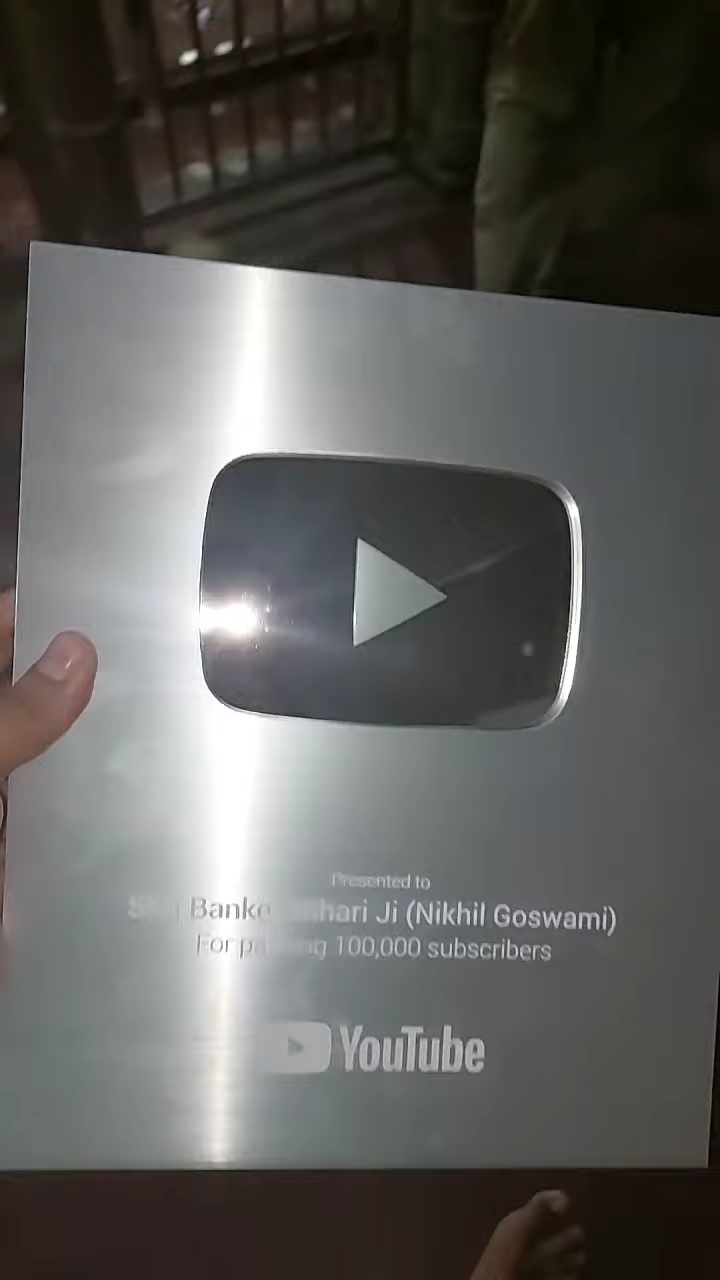 Presented to
Banke Ji (Nikhil Goswami)
For 100,000 subscribers
YouTube